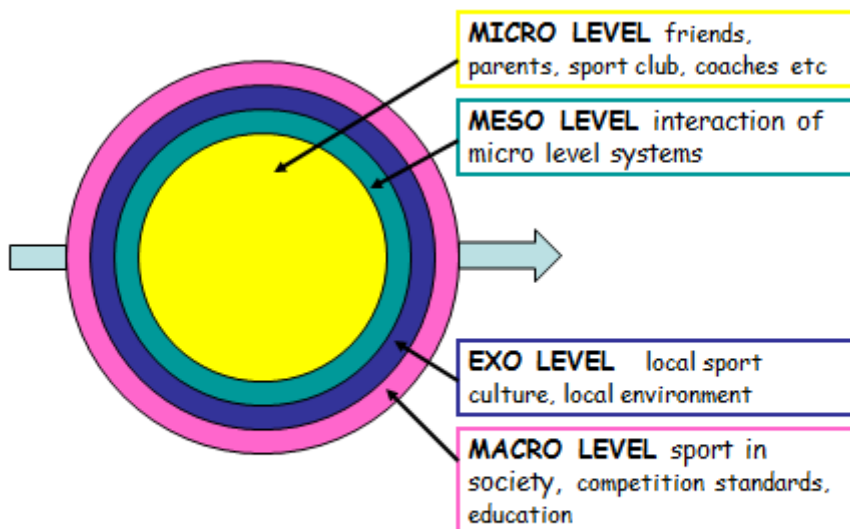 MICRO LEVEL friends,
parents, sport club, coaches etc
MESO LEVEL interaction of
micro level systems
EXO LEVEL local sport
culture, local environment
MACRO LEVEL sport in
society, competition standards,
education